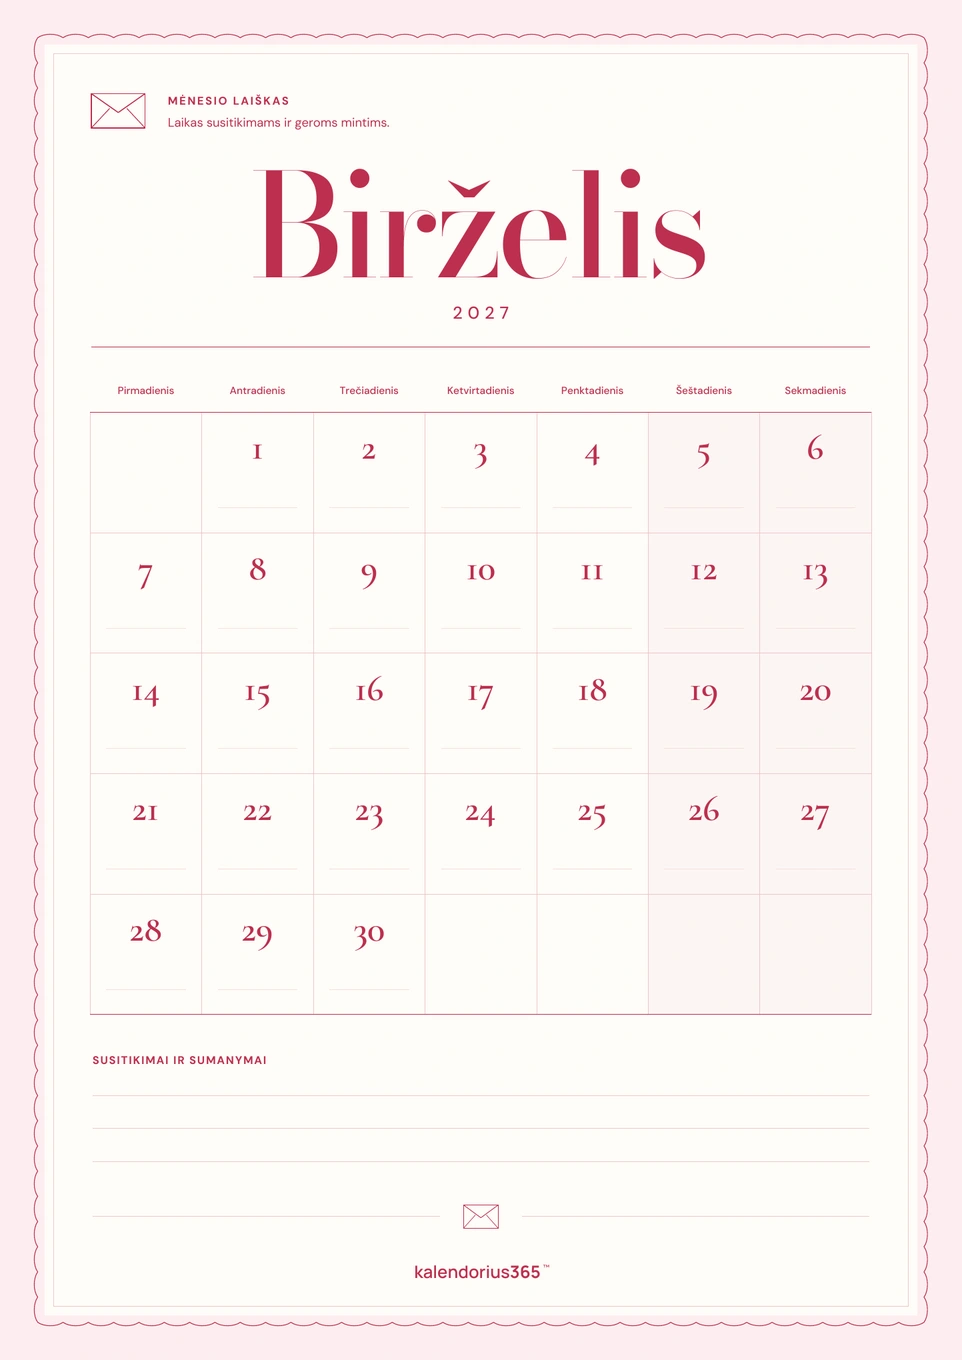 MĖNESIO LAIŠKAS
Laikas susitikimams ir geroms mintims.
Birželis
2027
Pirmadienis Antradienis Trečiadienis Ketvirtadienis Penktadienis Šeštadienis Sekmadienis
1 2 3 4 5 6
7 8 9 10 11 12 13
14 15 16 17 18 19 20
21 22 23 24 25 26 27
28 29 30
SUSITIKIMAI IR SUMANYMAI
kalendorius365™